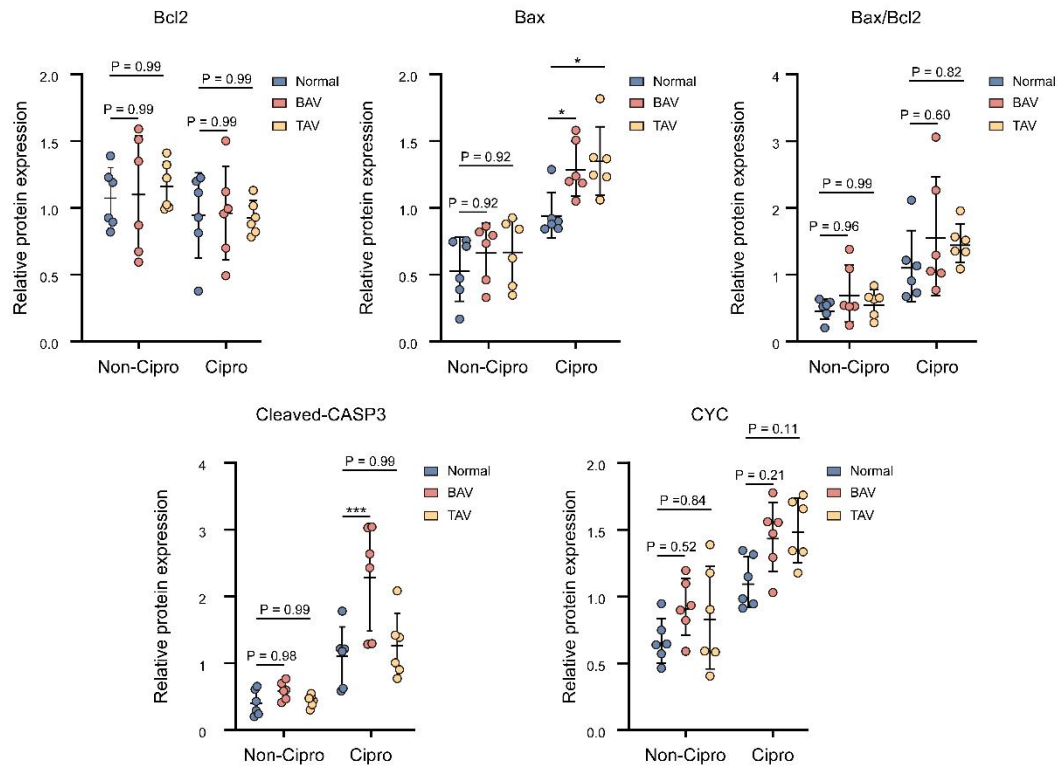 Bcl2
Bax
Bax/Bcl2
Relative protein expression
2.0
1.5
1.0
0.5
0.0
P = 0.99
P = 0.99
P = 0.99
P = 0.99
Normal
BAV
TAV
Non-Cipro
Cipro
Relative protein expression
2.0
1.5
1.0
0.5
0.0
P = 0.92
P = 0.92
*
*
Normal
BAV
TAV
Non-Cipro
Cipro
Relative protein expression
4
3
2
1
0
P = 0.99
P = 0.96
P = 0.82
P = 0.60
Normal
BAV
TAV
Non-Cipro
Cipro
Cleaved-CASP3
CYC
Relative protein expression
4
3
2
1
0
P = 0.99
P = 0.98
P = 0.99
***
Normal
BAV
TAV
Non-Cipro
Cipro
Relative protein expression
2.0
1.5
1.0
0.5
0.0
P =0.84
P = 0.52
P = 0.11
P = 0.21
Normal
BAV
TAV
Non-Cipro
Cipro